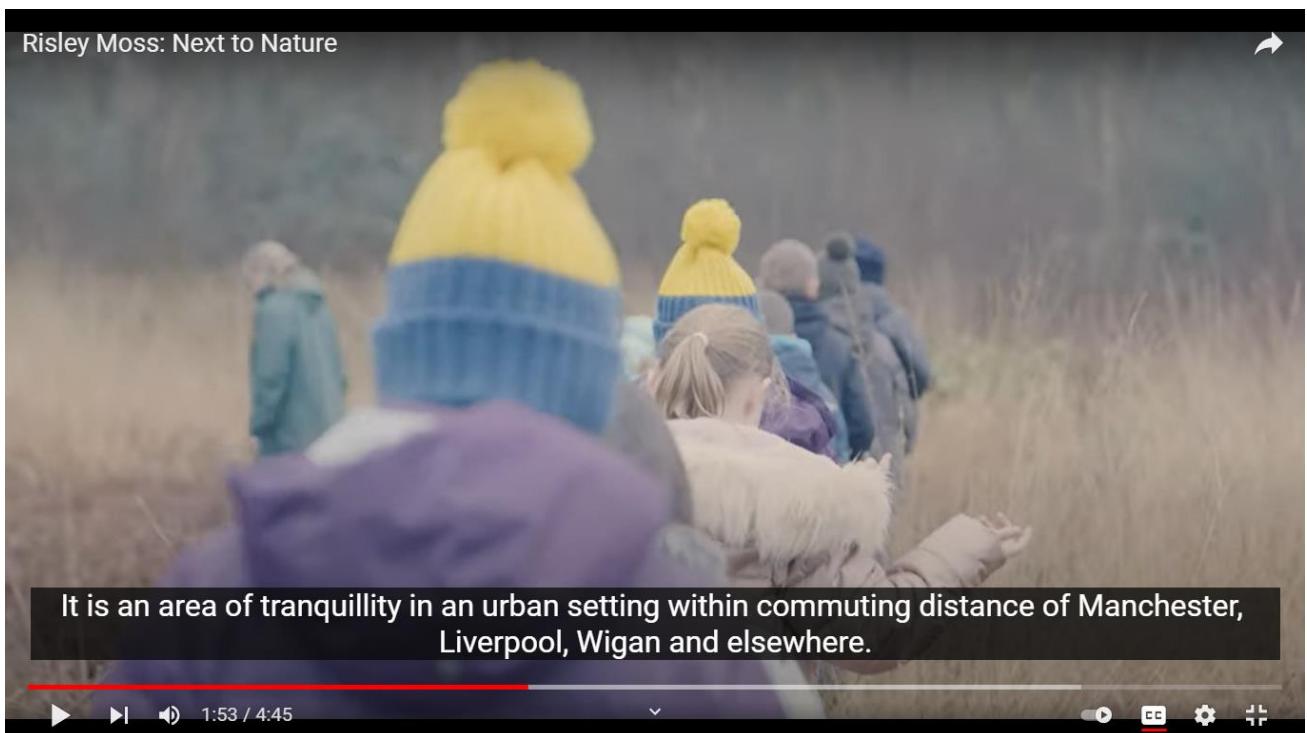 Risley Moss: Next to Nature
It is an area of tranquillity in an urban setting within commuting distance of Manchester,
Liverpool, Wigan and elsewhere.
1:53 / 4:45
CC